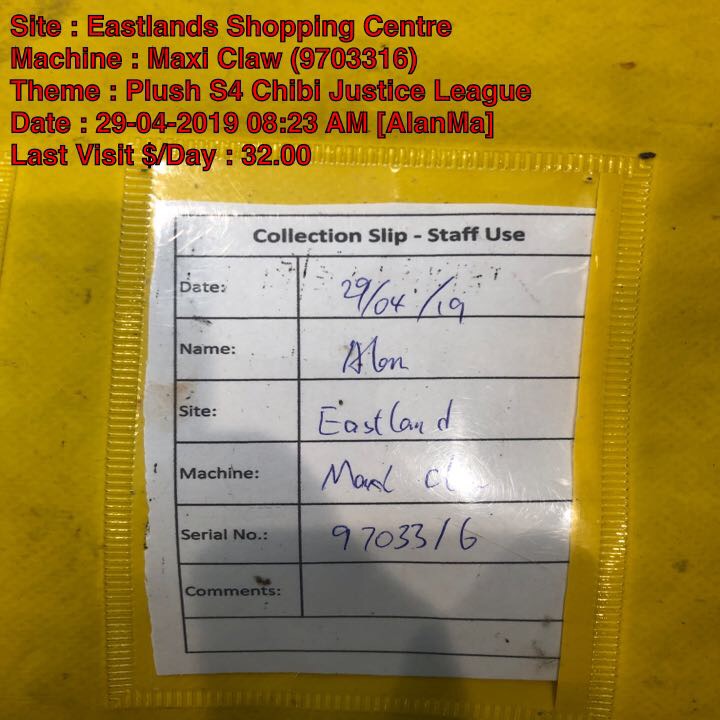 Site : Eastlands Shopping Centre
Machine : Maxi Claw (9703316)
Theme : Plush S4 Chibi Justice League
Date : 29-04-2019 08:23 AM [AlanMa]
Last Visit $/Day : 32.00
Collection Slip - Staff Use
Date: 29/04/19
Name: Alan
Site: Eastland
Machine: Maxi
Serial No.: 9703316
Comments: